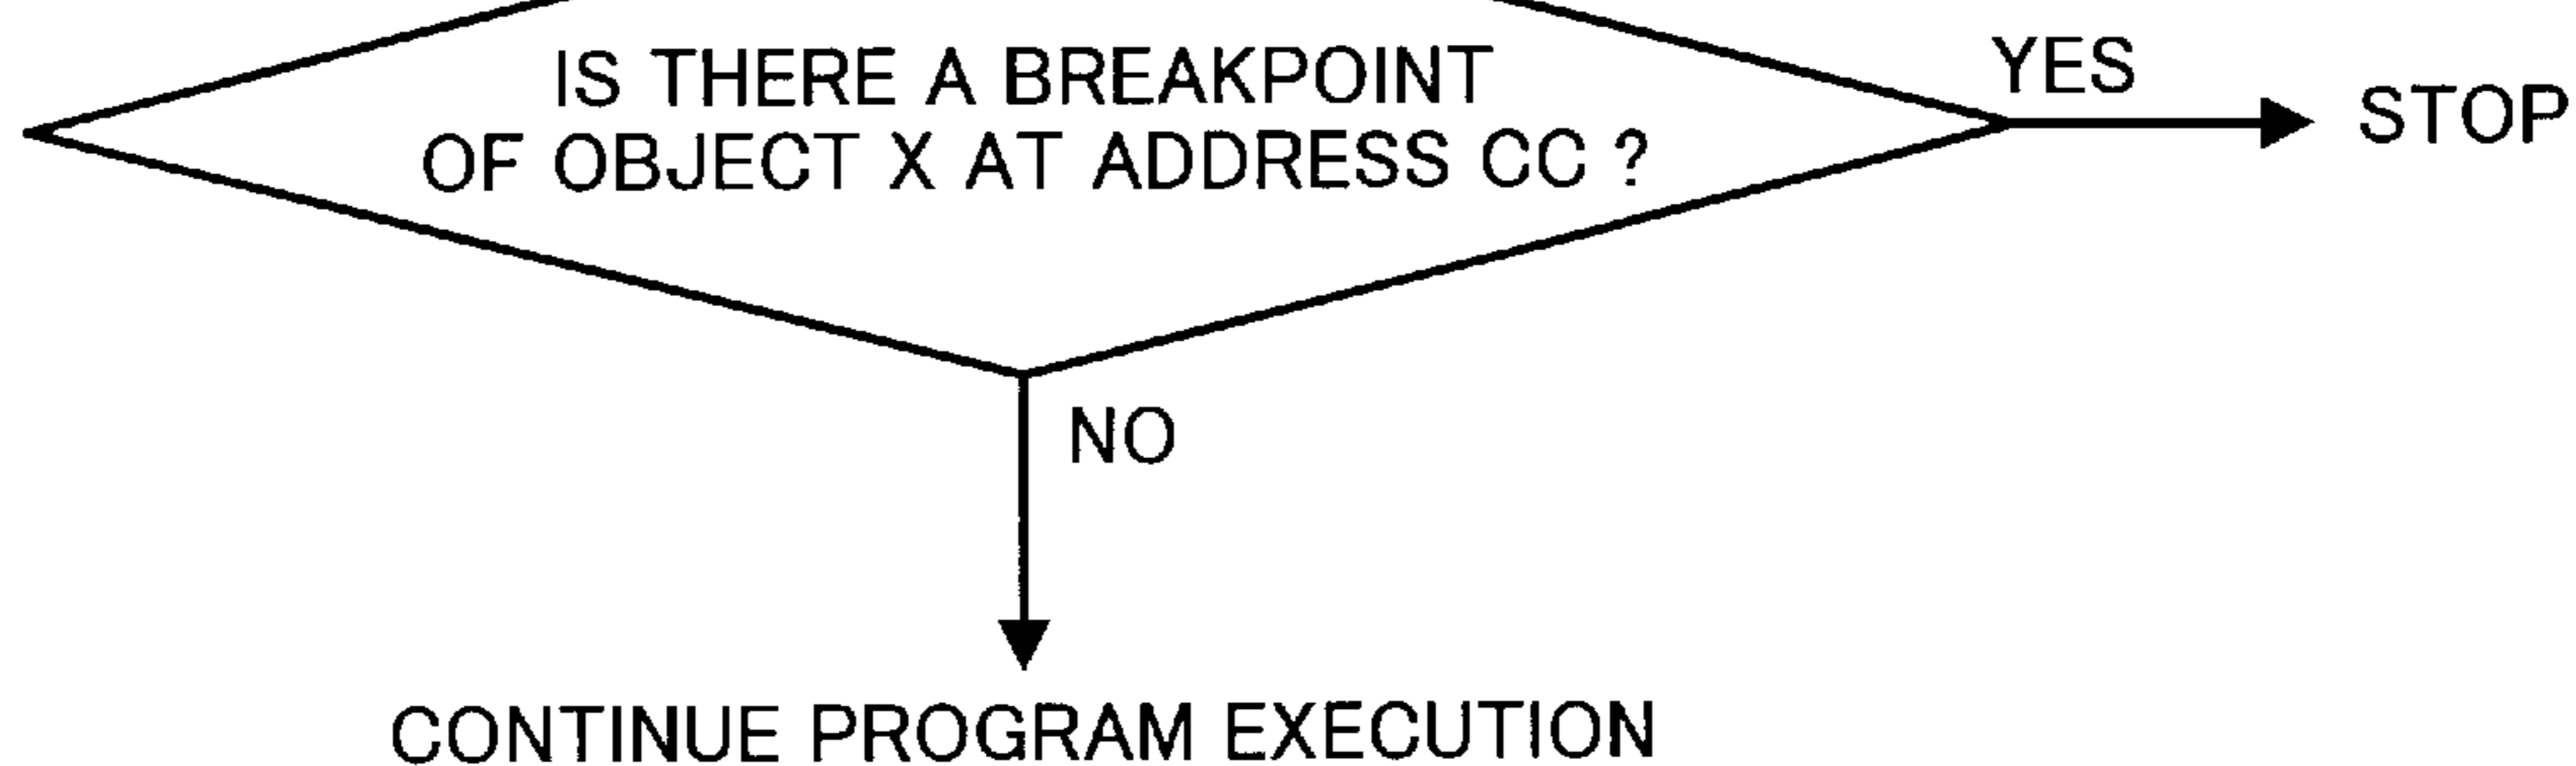 IS THERE A BREAKPOINT
OF OBJECT X AT ADDRESS CC ?
YES
STOP
NO
CONTINUE PROGRAM EXECUTION